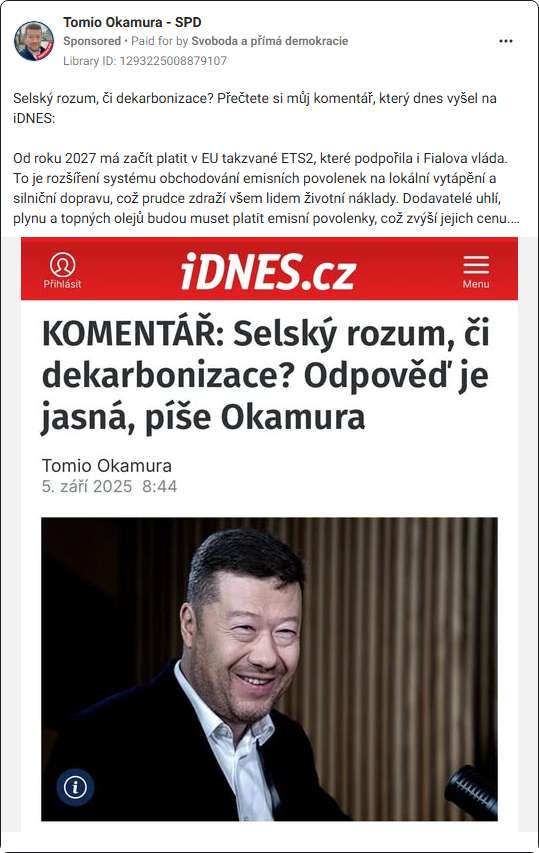 Tomio Okamura - SPD
Sponsored • Paid for by Svoboda a přímá demokracie
Library ID: 1293225008879107
Selský rozum, či dekarbonizace? Přečtete si můj komentář, který dnes vyšel na
iDNES:
Od roku 2027 má začít platit v EU takzvané ETS2, které podpořila i Fialova vláda.
To je rozšíření systému obchodování emisních povolenek na lokální vytápění a
silniční dopravu, což prudce zdraží všem lidem životní náklady. Dodavatelé uhlí,
plynu a topných olejů budou muset platit emisní povolenky, což zvýší jejich cenu....
iDNES.cz
Přihlásit
Menu
KOMENTÁŘ: Selský rozum, či
dekarbonizace? Odpověď je
jasná, píše Okamura
Tomio Okamura
5. září 2025 8:44